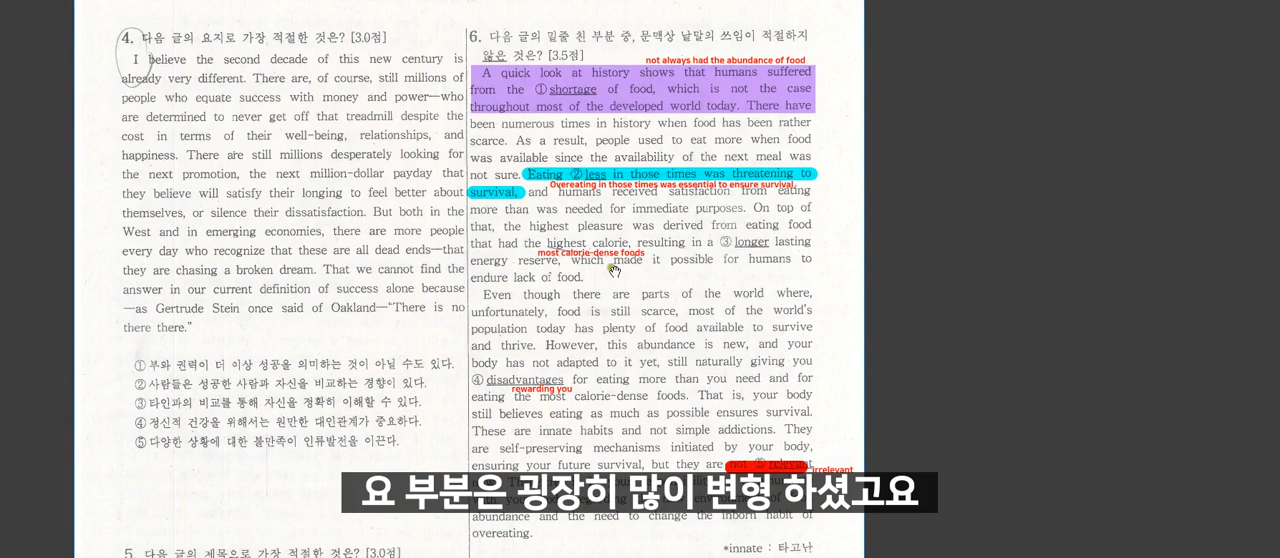 4. 다음 글의 요지로 가장 적절한 것은? [3.0점]
I believe the second decade of this new century is
already very different. There are, of course, still millions of
people who equate success with money and power—who
are determined to never get off that treadmill despite the
cost in terms of their well-being, relationships, and
happiness. There are still millions desperately looking for
the next promotion, the next million-dollar payday that
they believe will satisfy their longing to feel better about
themselves, or silence their dissatisfaction. But both in the
West and in emerging economies, there are more people
every day who recognize that these are all dead ends—that
they are chasing a broken dream. That we cannot find the
answer in our current definition of success alone because
—as Gertrude Stein once said of Oakland—"There is no
there there."
① 부와 권력이 더 이상 성공을 의미하는 것이 아닐 수도 있다.
② 사람들은 성공한 사람과 자신을 비교하는 경향이 있다.
③ 타인과의 비교를 통해 자신을 정확히 이해할 수 있다.
④ 정신적 건강을 위해서는 원만한 대인관계가 중요하다.
⑤ 다양한 상황에 대한 불만족이 인류발전을 이끈다.
5. 다음 글의 제목으로 가장 적절한 것은? [3.0점]
6. 다음 글의 밑줄 친 부분 중, 문맥상 낱말의 쓰임이 적절하지
않은 것은? [3.5점]
not always had the abundance of food
A quick look at history shows that humans suffered
from the ① shortage of food, which is not the case
throughout most of the developed world today. There have
been numerous times in history when food has been rather
scarce. As a result, people used to eat more when food
was available since the availability of the next meal was
not sure. Eating ② less in those times was threatening to
Overeating in those times was essential to ensure survival,
survival, and humans received satisfaction from eating
more than was needed for immediate purposes. On top of
that, the highest pleasure was derived from eating food
that had the highest calorie, resulting in a ③ longer lasting
most calorie-dense foods
energy reserve, which made it possible for humans to
endure lack of food.
Even though there are parts of the world where,
unfortunately, food is still scarce, most of the world's
population today has plenty of food available to survive
and thrive. However, this abundance is new, and your
body has not adapted to it yet, still naturally giving you
④ disadvantages for eating more than you need and for
rewarding you
eating the most calorie-dense foods. That is, your body
still believes eating as much as possible ensures survival.
These are innate habits and not simple addictions. They
are self-preserving mechanisms initiated by your body,
ensuring your future survival, but they are not ⑤ relevant
irrelevant
abundance and the need to change the inborn habit of
overeating.
*innate : 타고난
요 부분은 굉장히 많이 변형 하셨고요